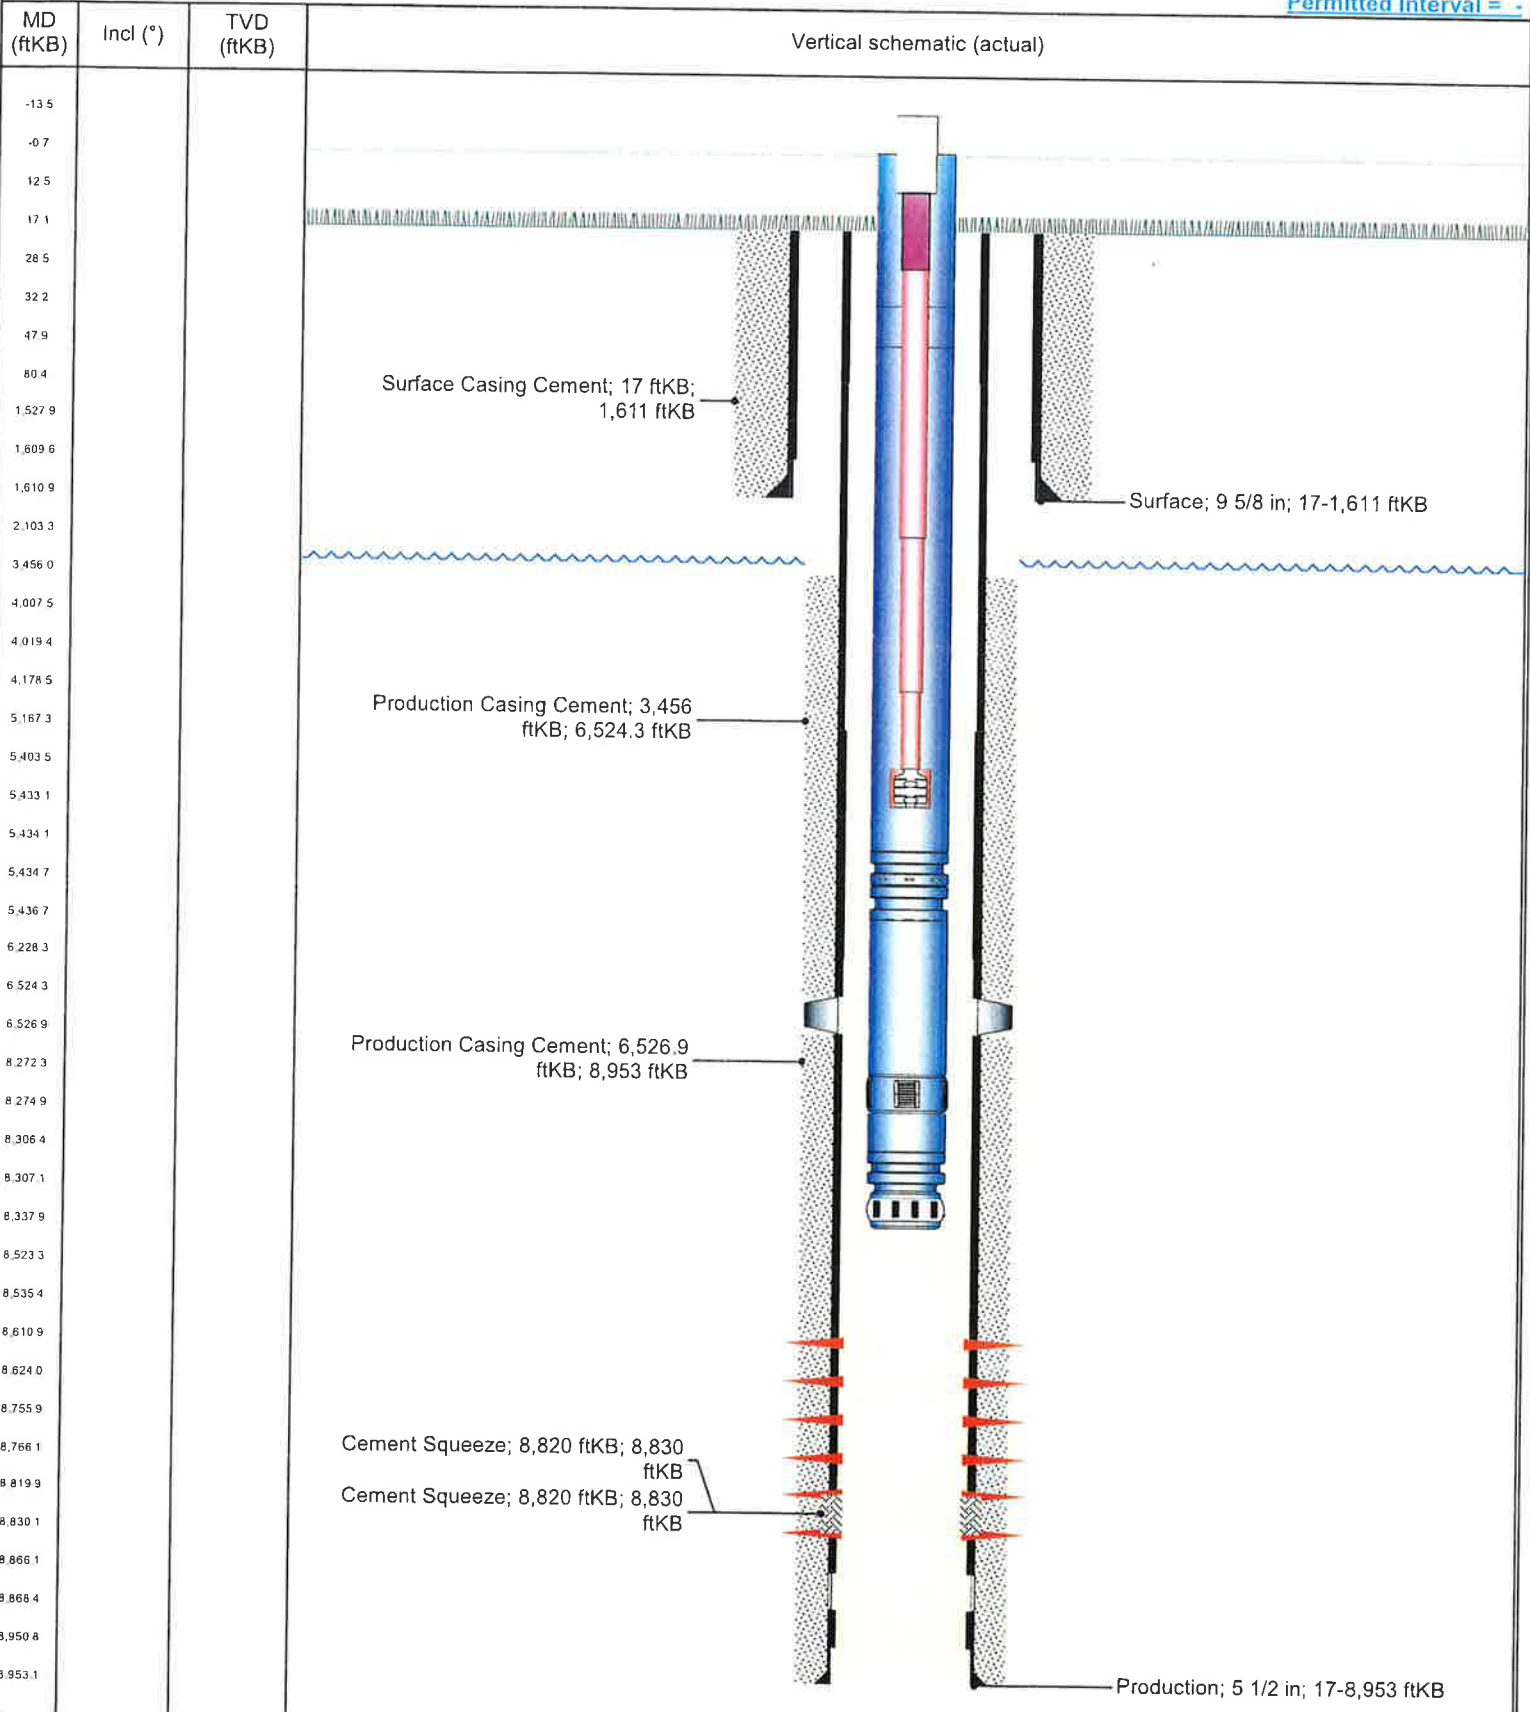 Permitted Interval = -
MD
(ftKB)
Incl (°)
TVD
(ftKB)
Vertical schematic (actual)
-13 5
-0 7
12 5
17 1
28 5
32 2
47 9
80 4
1,527 9
1,609 6
1,610 9
2,103 3
3,456 0
4,007 5
4,019 4
4,178 5
5,167 3
5,403 5
5,433 1
5,434 1
5,434 7
5,436 7
6,228 3
6,524 3
6,526 9
8,272 3
8,274 9
8,306 4
8,307 1
8,337 9
8,523 3
8,535 4
8,610 9
8,624 0
8,755 9
8,766 1
8,819 9
8,830 1
8,866 1
8,868 4
8,950 8
8,953 1
Surface Casing Cement; 17 ftKB;
1,611 ftKB
Surface; 9 5/8 in; 17-1,611 ftKB
Production Casing Cement; 3,456
ftKB; 6,524.3 ftKB
Production Casing Cement; 6,526.9
ftKB; 8,953 ftKB
Cement Squeeze; 8,820 ftKB; 8,830
ftKB
Cement Squeeze; 8,820 ftKB; 8,830
ftKB
Production; 5 1/2 in; 17-8,953 ftKB